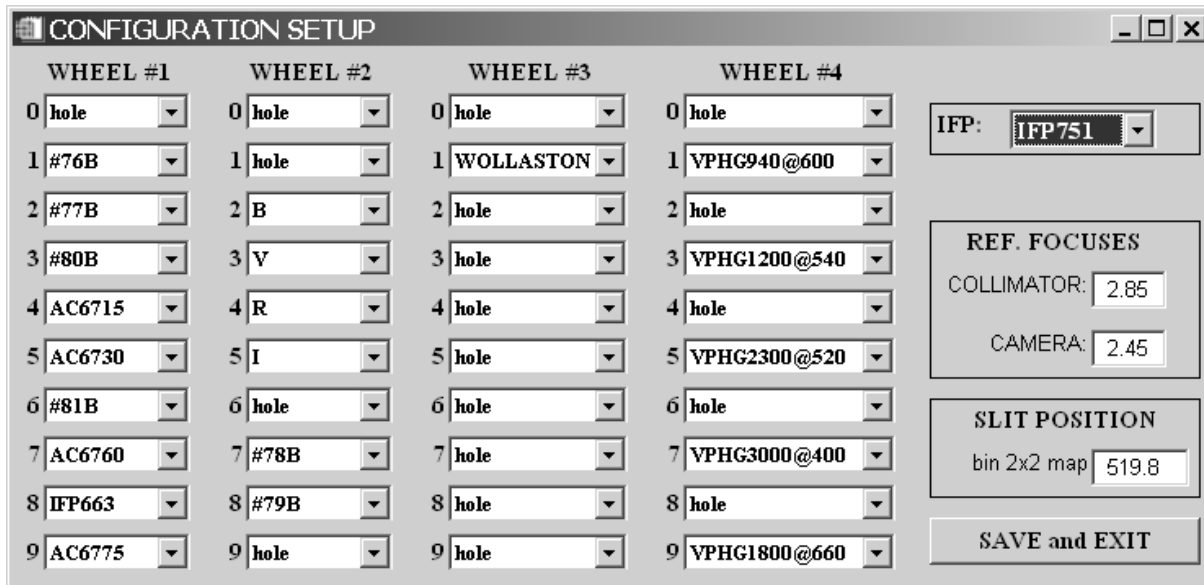 CONFIGURATION SETUP
WHEEL #1 WHEEL #2 WHEEL #3 WHEEL #4
0 hole 0 hole 0 hole 0 hole
1 #76B 1 hole 1 WOLLASTON 1 VPHG940@600
2 #77B 2 B 2 hole 2 hole
3 #80B 3 V 3 hole 3 VPHG1200@540
4 AC6715 4 R 4 hole 4 hole
5 AC6730 5 I 5 hole 5 VPHG2300@520
6 #81B 6 hole 6 hole 6 hole
7 AC6760 7 #78B 7 hole 7 VPHG3000@400
8 IFP663 8 #79B 8 hole 8 hole
9 AC6775 9 hole 9 hole 9 VPHG1800@660
IFP: IFP751
REF. FOCUSES
COLLIMATOR: 2.85
CAMERA: 2.45
SLIT POSITION
bin 2x2 map 519.8
SAVE and EXIT